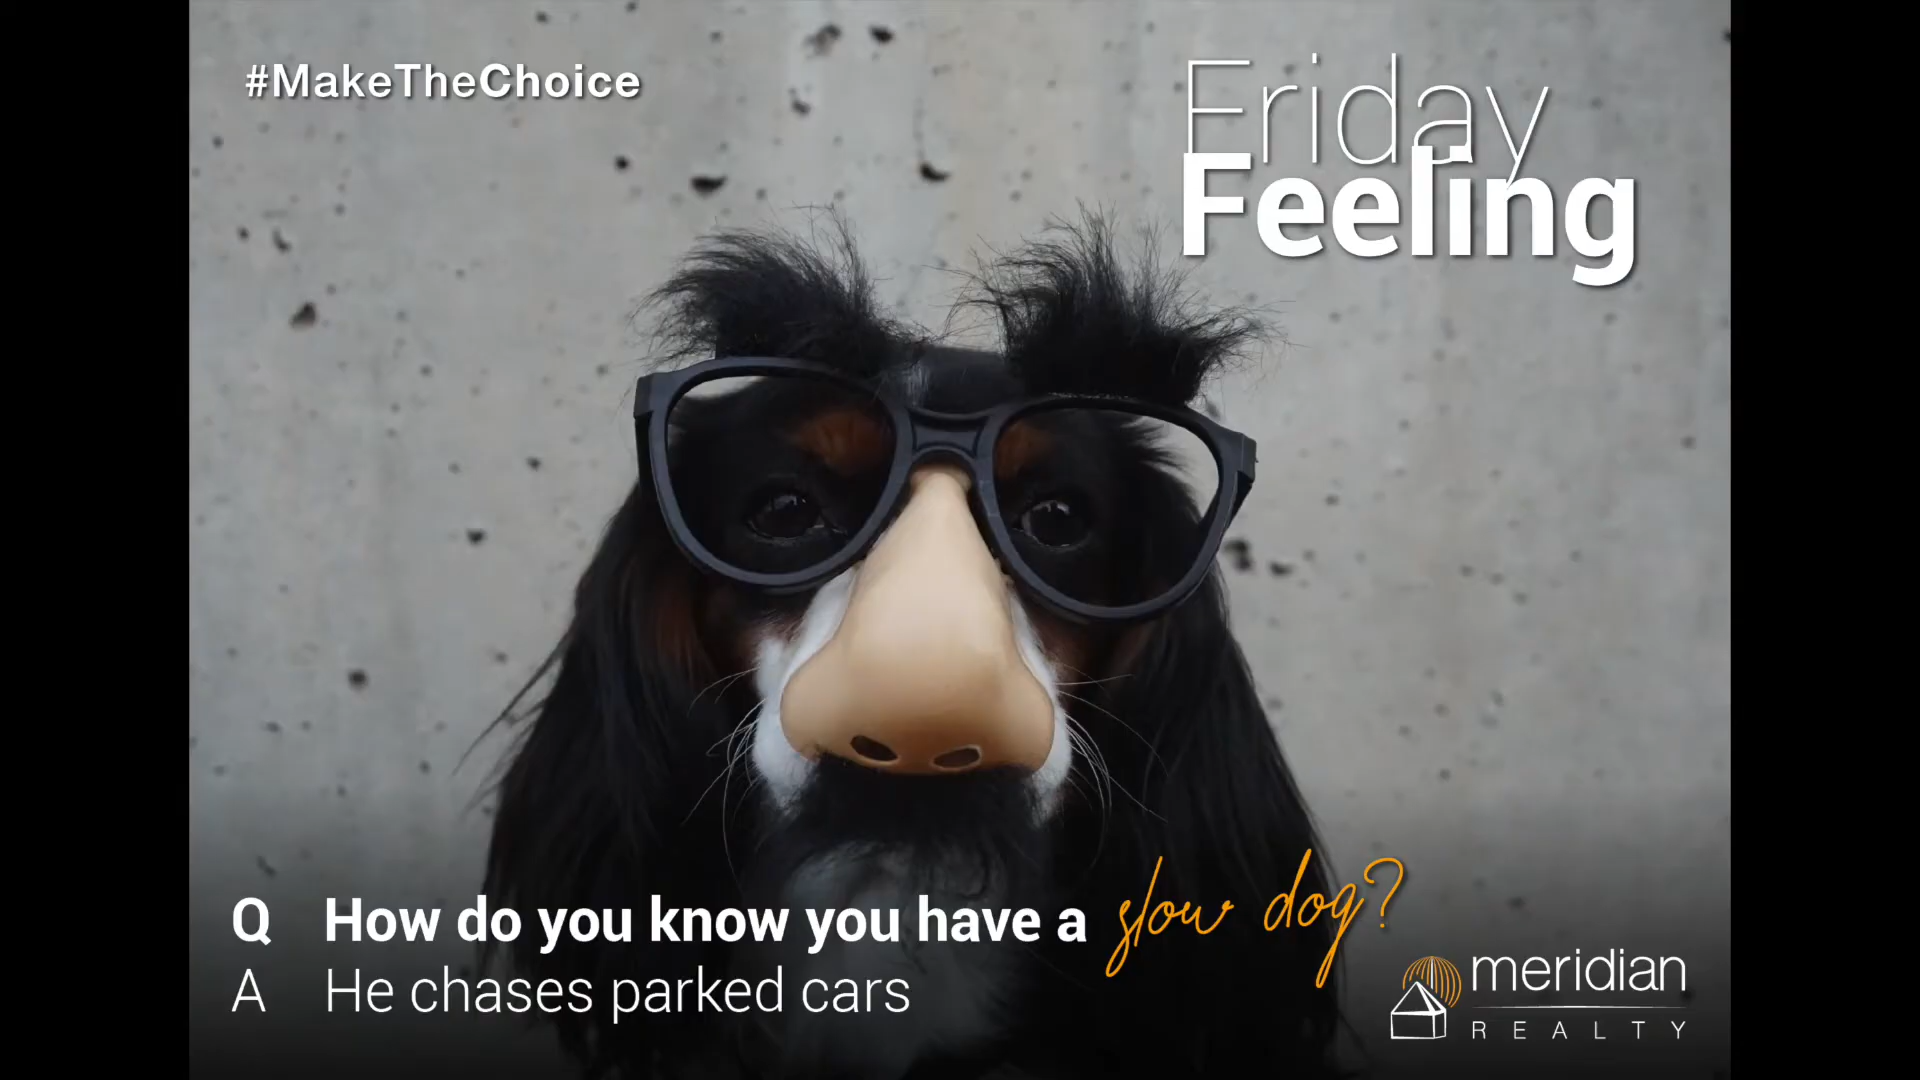 #MakeTheChoice
Friday
Feeling
Q How do you know you have a slow dog?
A He chases parked cars
meridian
REALTY